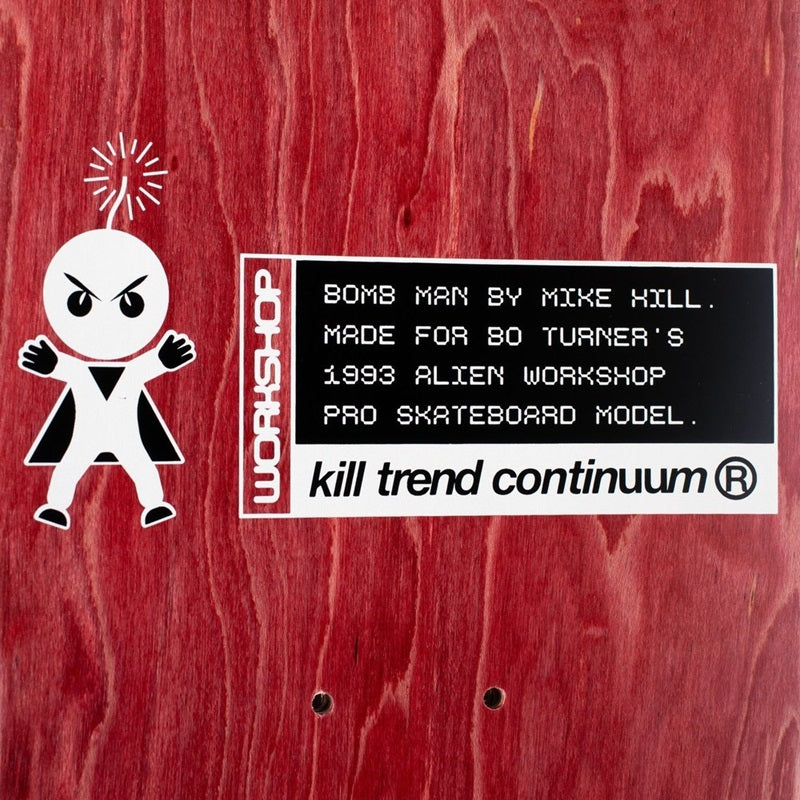 WORKSHOP
BOMB MAN BY MIKE HILL.
MADE FOR BO TURNER'S
1993 ALIEN WORKSHOP
PRO SKATEBOARD MODEL.
kill trend continuum®